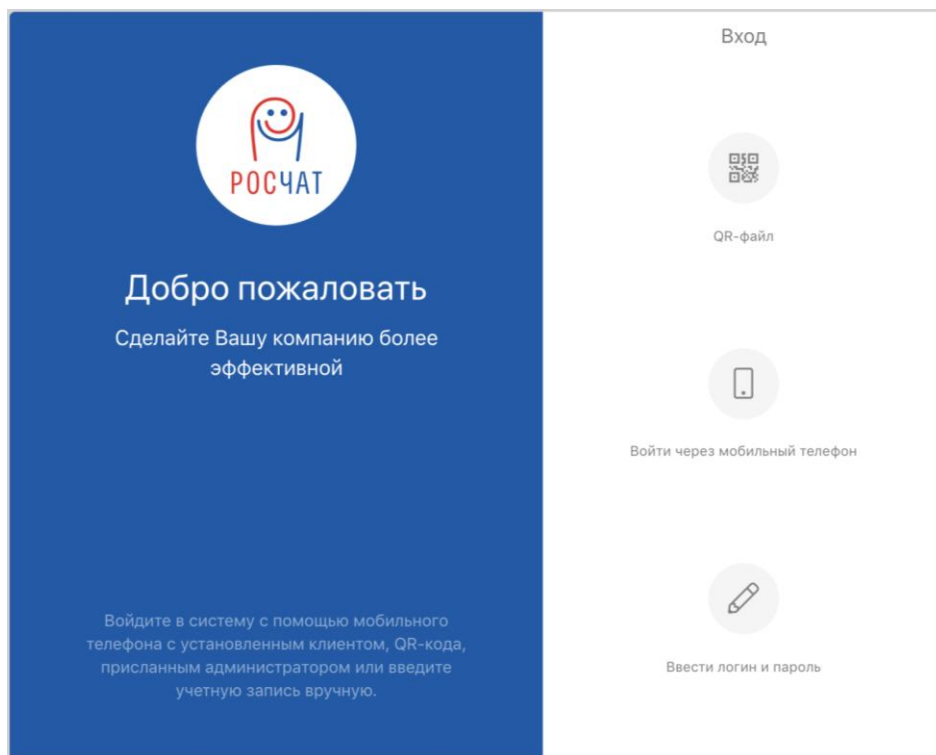 РОСЧАТ
Добро пожаловать
Сделайте Вашу компанию более
эффективной
Войдите в систему с помощью мобильного
телефона с установленным клиентом, QR-кода,
присланным администратором или введите
учетную запись вручную.
Вход
QR-файл
Войти через мобильный телефон
Ввести логин и пароль